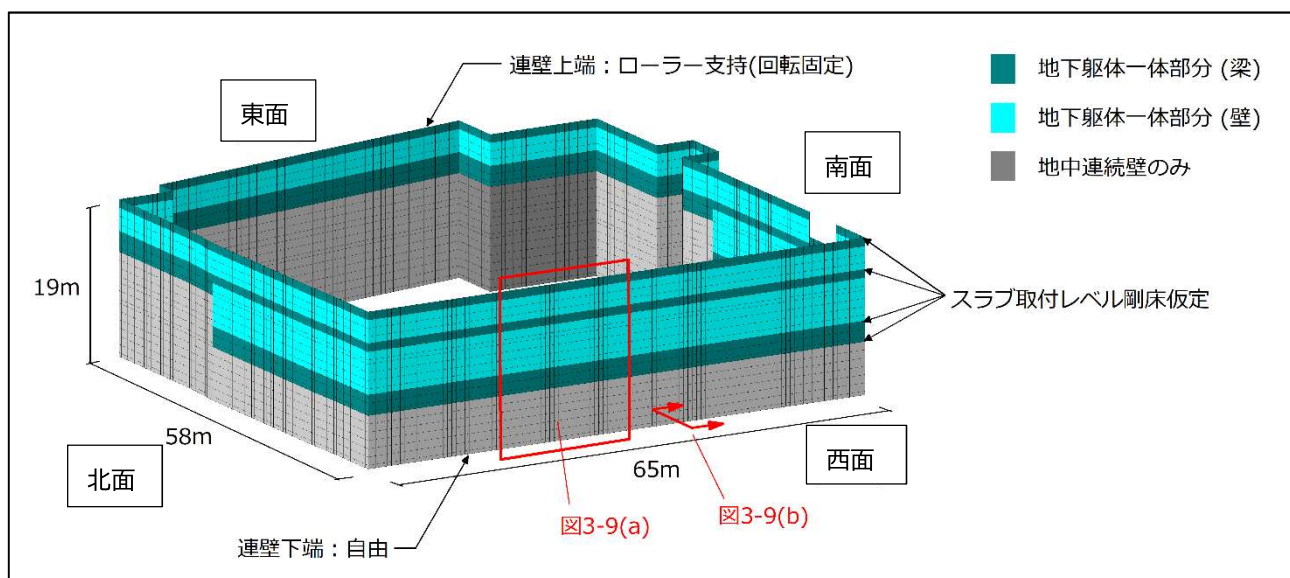 連壁上端：ローラー支持(回転固定)
地下躯体一体部分 (梁)
地下躯体一体部分 (壁)
地中連続壁のみ
東面
南面
スラブ取付レベル剛床仮定
19m
58m
65m
北面
西面
図3-9(a)
図3-9(b)
連壁下端：自由